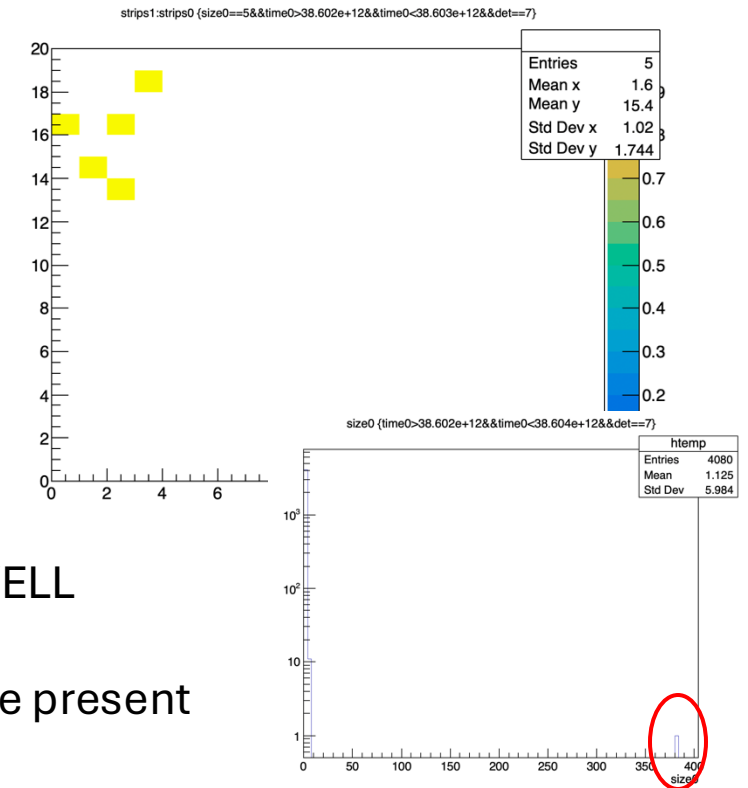 strips1:strips0 {size0==5&&time0>38.602e+12&&time0<38.603e+12&&det==7}
Entries 5
Mean x 1.6
Mean y 15.4
Std Dev x 1.02
Std Dev y 1.744
20
18
16
14
12
10
8
6
4
2
0
0 2 4 6
0.7
0.6
0.5
0.4
0.3
0.2
size0 {time0>38.602e+12&&time0<38.604e+12&&det==7}
htemp
Entries 4080
Mean 1.125
Std Dev 5.984
10³
10²
10
1
0 50 100 150 200 250 300 350 400
size0
ELL
e present